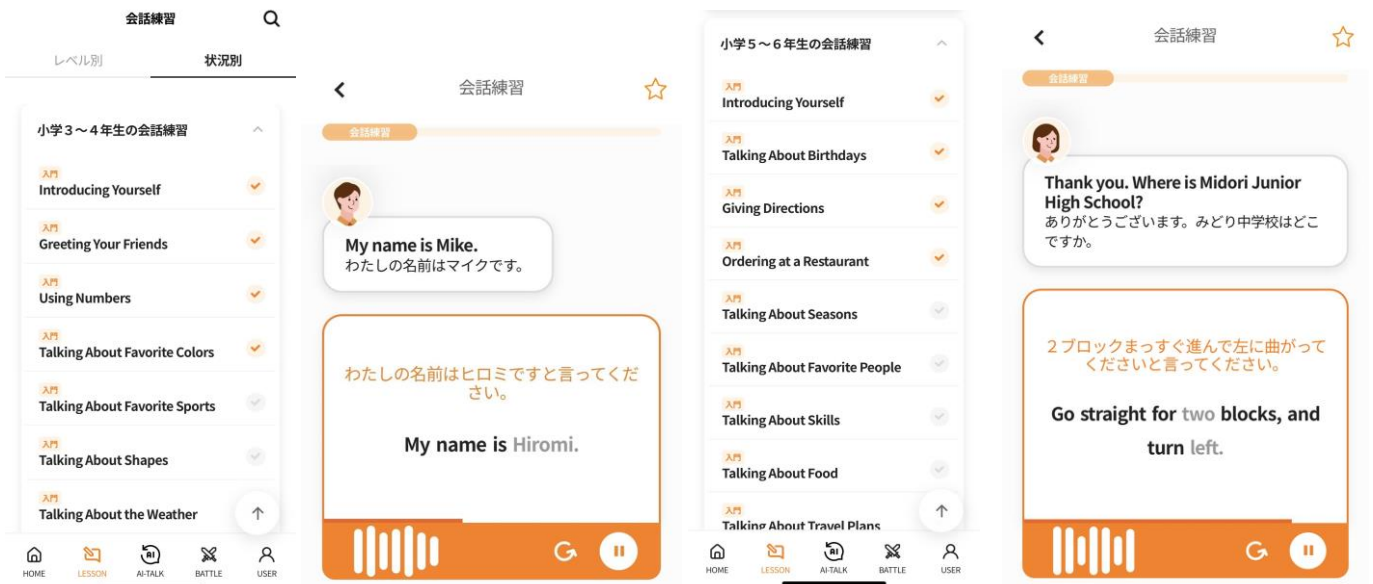 会話練習
レベル別
状況別
小学３～４年生の会話練習
入門
Introducing Yourself
入門
Greeting Your Friends
入門
Using Numbers
入門
Talking About Favorite Colors
入門
Talking About Favorite Sports
入門
Talking About Shapes
入門
Talking About the Weather
HOME
LESSON
AI
AI-TALK
BATTLE
USER
会話練習
会話練習
My name is Mike.
わたしの名前はマイクです。
わたしの名前はヒロミですと言ってくだ
さい。
My name is Hiromi.
小学５～６年生の会話練習
入門
Introducing Yourself
入門
Talking About Birthdays
入門
Giving Directions
入門
Ordering at a Restaurant
入門
Talking About Seasons
入門
Talking About Favorite People
入門
Talking About Skills
入門
Talking About Food
入門
Talking About Travel Plans
HOME
LESSON
AI
AI-TALK
BATTLE
USER
会話練習
会話練習
Thank you. Where is Midori Junior
High School?
ありがとうございます。みどり中学校はどこ
ですか。
２ブロックまっすぐ進んで左に曲がって
くださいと言ってください。
Go straight for two blocks, and
turn left.